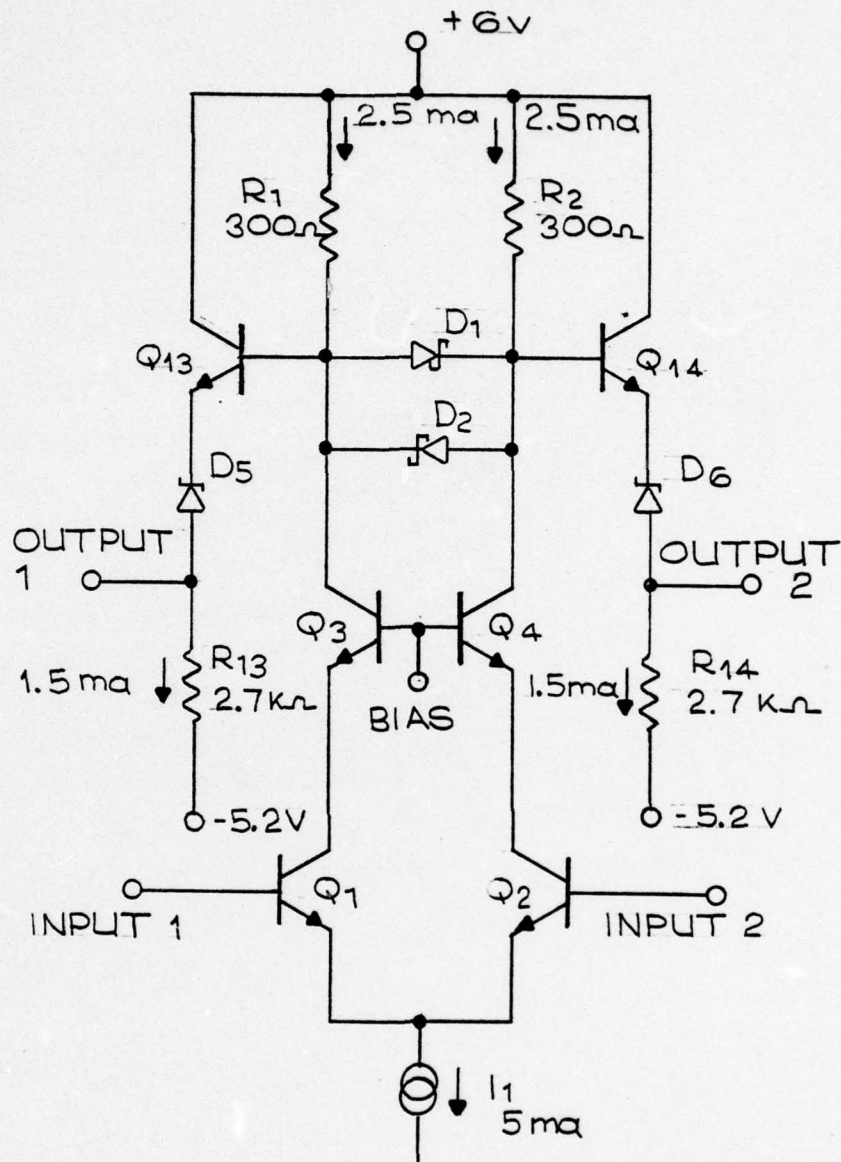 +6V
2.5 ma
2.5ma
R1
300Ω
R2
300Ω
D1
Q13
Q14
D2
D5
D6
OUTPUT
1
OUTPUT
2
Q3
Q4
1.5 ma
R13
2.7KΩ
BIAS
1.5ma
R14
2.7 KΩ
-5.2V
-5.2V
Q1
Q2
INPUT 1
INPUT 2
I1
5 ma